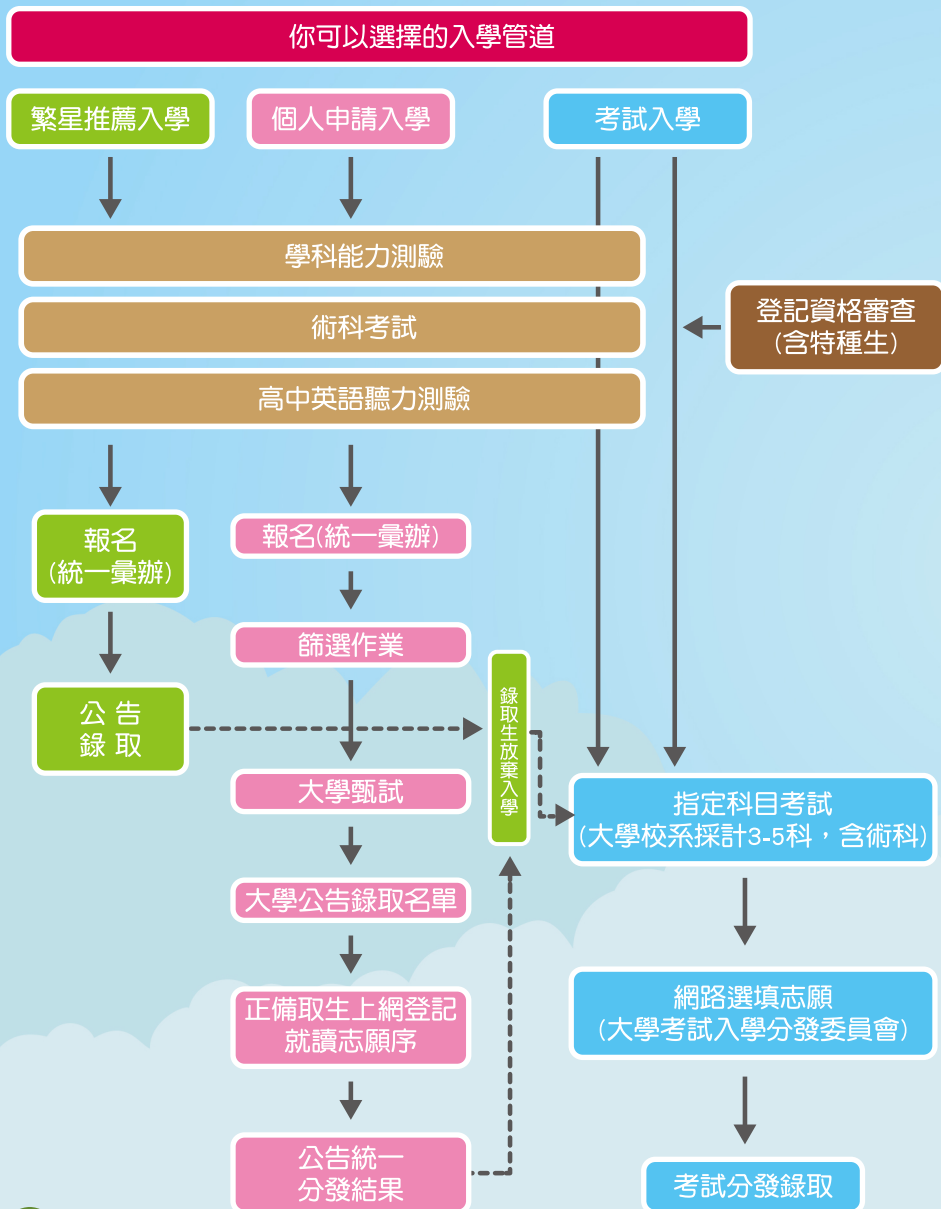 你可以選擇的入學管道
繁星推薦入學
個人申請入學
考試入學
學科能力測驗
術科考試
高中英語聽力測驗
登記資格審查
(含特種生)
報名
(統一彙辦)
公告
錄取
報名(統一彙辦)
篩選作業
大學甄試
大學公告錄取名單
正備取生上網登記
就讀志願序
公告統一
分發結果
錄取生放棄入學
指定科目考試
(大學校系採計3-5科，含術科)
網路選填志願
(大學考試入學分發委員會)
考試分發錄取